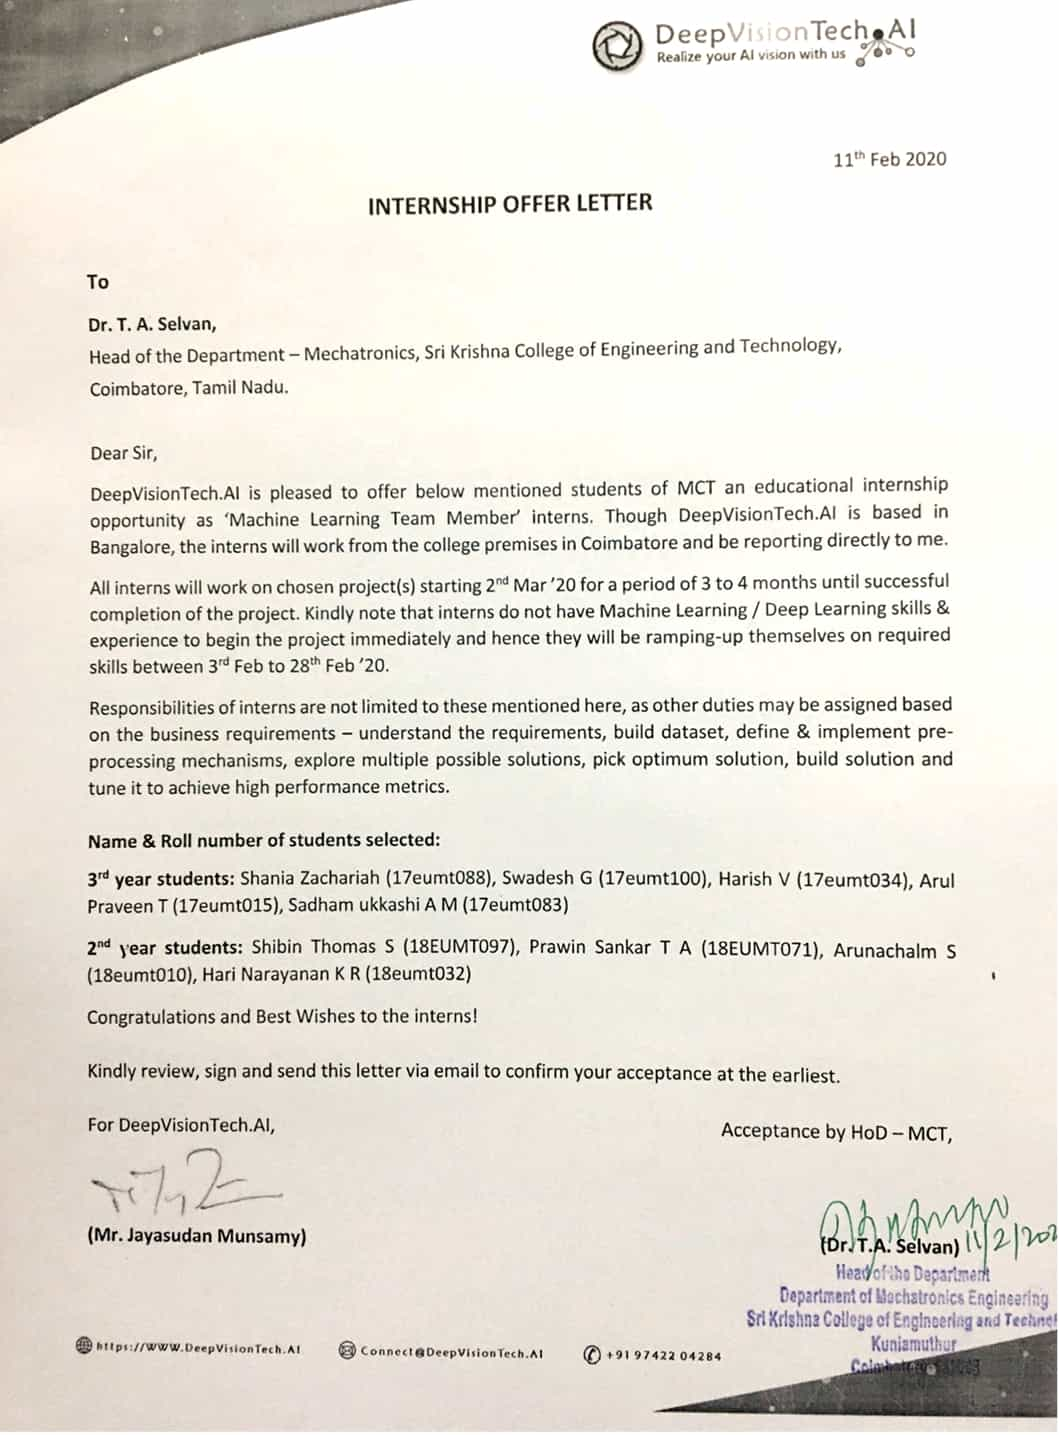 DeepVisionTech.AI
Realize your AI vision with us
11th Feb 2020
INTERNSHIP OFFER LETTER
To
Dr. T. A. Selvan,
Head of the Department – Mechatronics, Sri Krishna College of Engineering and Technology,
Coimbatore, Tamil Nadu.
Dear Sir,
DeepVisionTech.AI is pleased to offer below mentioned students of MCT an educational internship
opportunity as ‘Machine Learning Team Member’ interns. Though DeepVisionTech.AI is based in
Bangalore, the interns will work from the college premises in Coimbatore and be reporting directly to me.
All interns will work on chosen project(s) starting 2nd Mar ’20 for a period of 3 to 4 months until successful
completion of the project. Kindly note that interns do not have Machine Learning / Deep Learning skills &
experience to begin the project immediately and hence they will be ramping-up themselves on required
skills between 3rd Feb to 28th Feb ’20.
Responsibilities of interns are not limited to these mentioned here, as other duties may be assigned based
on the business requirements – understand the requirements, build dataset, define & implement pre-
processing mechanisms, explore multiple possible solutions, pick optimum solution, build solution and
tune it to achieve high performance metrics.
Name & Roll number of students selected:
3rd year students: Shania Zachariah (17eumt088), Swadesh G (17eumt100), Harish V (17eumt034), Arul
Praveen T (17eumt015), Sadham ukkashi A M (17eumt083)
2nd year students: Shibin Thomas S (18EUMT097), Prawin Sankar T A (18EUMT071), Arunachalm S
(18eumt010), Hari Narayanan K R (18eumt032)
Congratulations and Best Wishes to the interns!
Kindly review, sign and send this letter via email to confirm your acceptance at the earliest.
For DeepVisionTech.AI,
Acceptance by HoD – MCT,
(Mr. Jayasudan Munsamy)
(Dr. T.A. Selvan) 11/2/202
Head of the Department
Department of Mechatronics Engineering
Sri Krishna College of Engineering and Techno
Kuniamuthur
https://WWW.DeepVisionTech.AI Connect@DeepVisionTech.AI +91 97422 04284